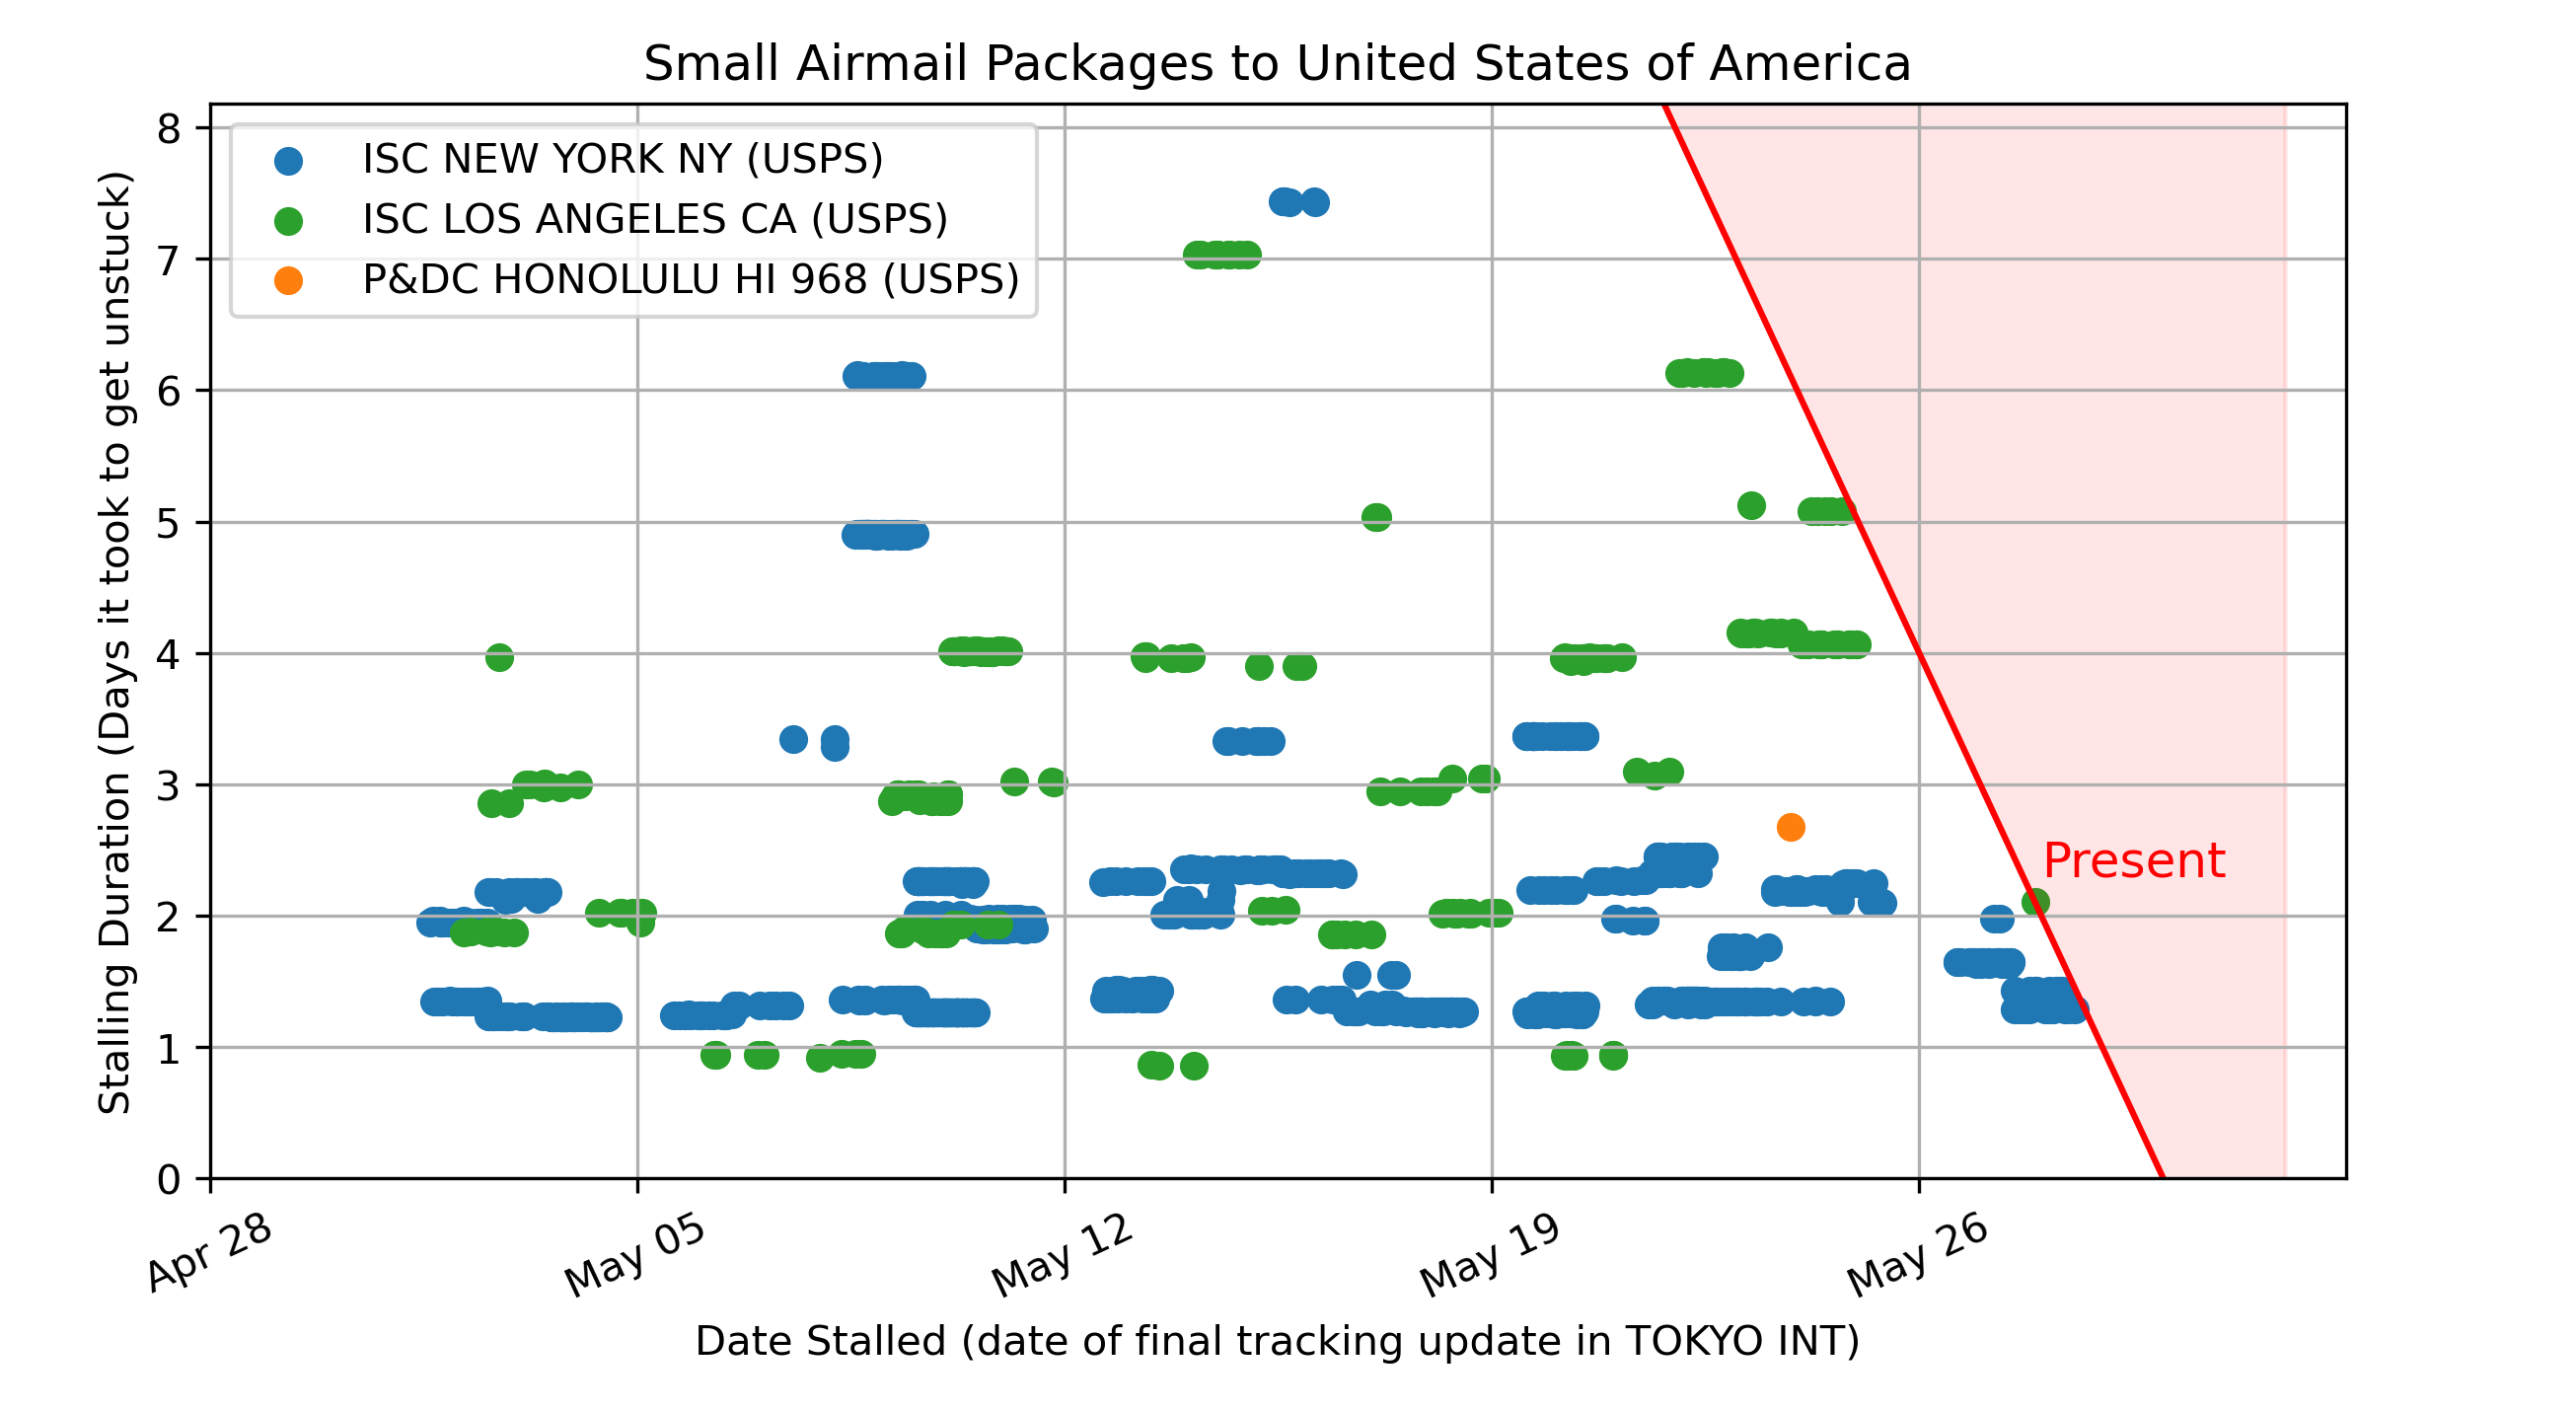 Small Airmail Packages to United States of America
Stalling Duration (Days it took to get unstuck)
8
7
6
5
4
3
2
1
0
ISC NEW YORK NY (USPS)
ISC LOS ANGELES CA (USPS)
P&DC HONOLULU HI 968 (USPS)
Present
Apr 28
May 05
May 12
May 19
May 26
Date Stalled (date of final tracking update in TOKYO INT)